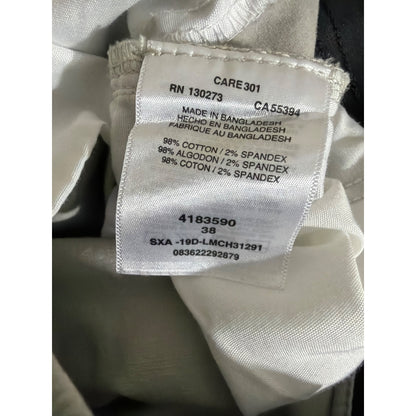 CARE301
RN 130273 CA55394
MADE IN BANGLADESH
HECHO EN BANGLADESH
FABRIQUE AU BANGLADESH
98% COTTON / 2% SPANDEX
98% ALGODON / 2% SPANDEX
98% COTON / 2% SPANDEX
4183590
38
SXA -19D-LMCH31291
083622292879